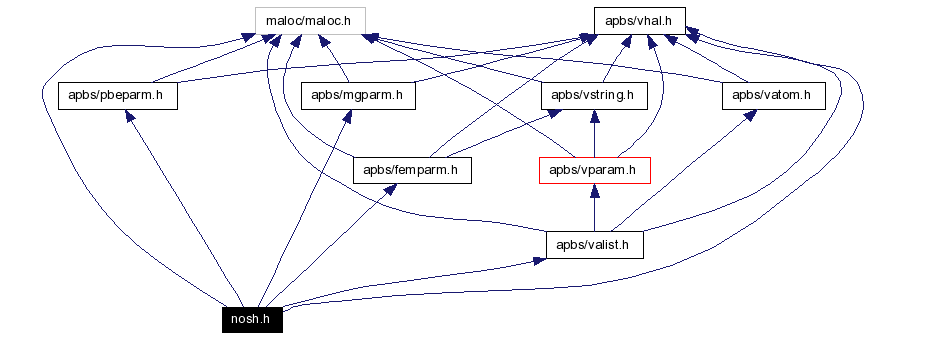 maloc/maloc.h
apbs/vhal.h
apbs/pbeparm.h
apbs/mgparm.h
apbs/vstring.h
apbs/vatom.h
apbs/femparm.h
apbs/vparam.h
apbs/valist.h
nosh.h